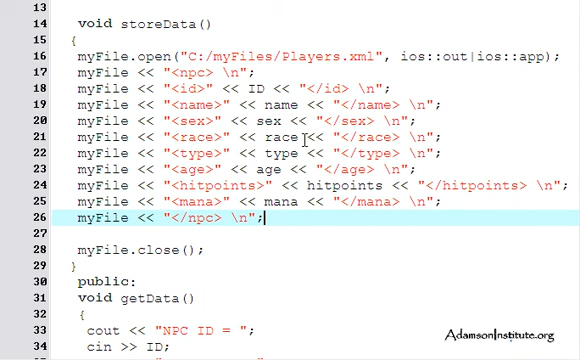 13
14 void storeData()
15 {
16 myFile.open("C:/myFiles/Players.xml", ios::out|ios::app);
17 myFile << "<npc> \n";
18 myFile << "<id>" << ID << "</id> \n";
19 myFile << "<name>" << name << "</name> \n";
20 myFile << "<sex>" << sex << "</sex> \n";
21 myFile << "<race>" << race << "</race> \n";
22 myFile << "<type>" << type << "</type> \n";
23 myFile << "<age>" << age << "</age> \n";
24 myFile << "<hitpoints>" << hitpoints << "</hitpoints> \n";
25 myFile << "<mana>" << mana << "</mana> \n";
26 myFile << "</npc> \n";
27
28 myFile.close();
29 }
30 public:
31 void getData()
32 {
33 cout << "NPC ID = ";
34 cin >> ID;
AdamsonInstitute.org